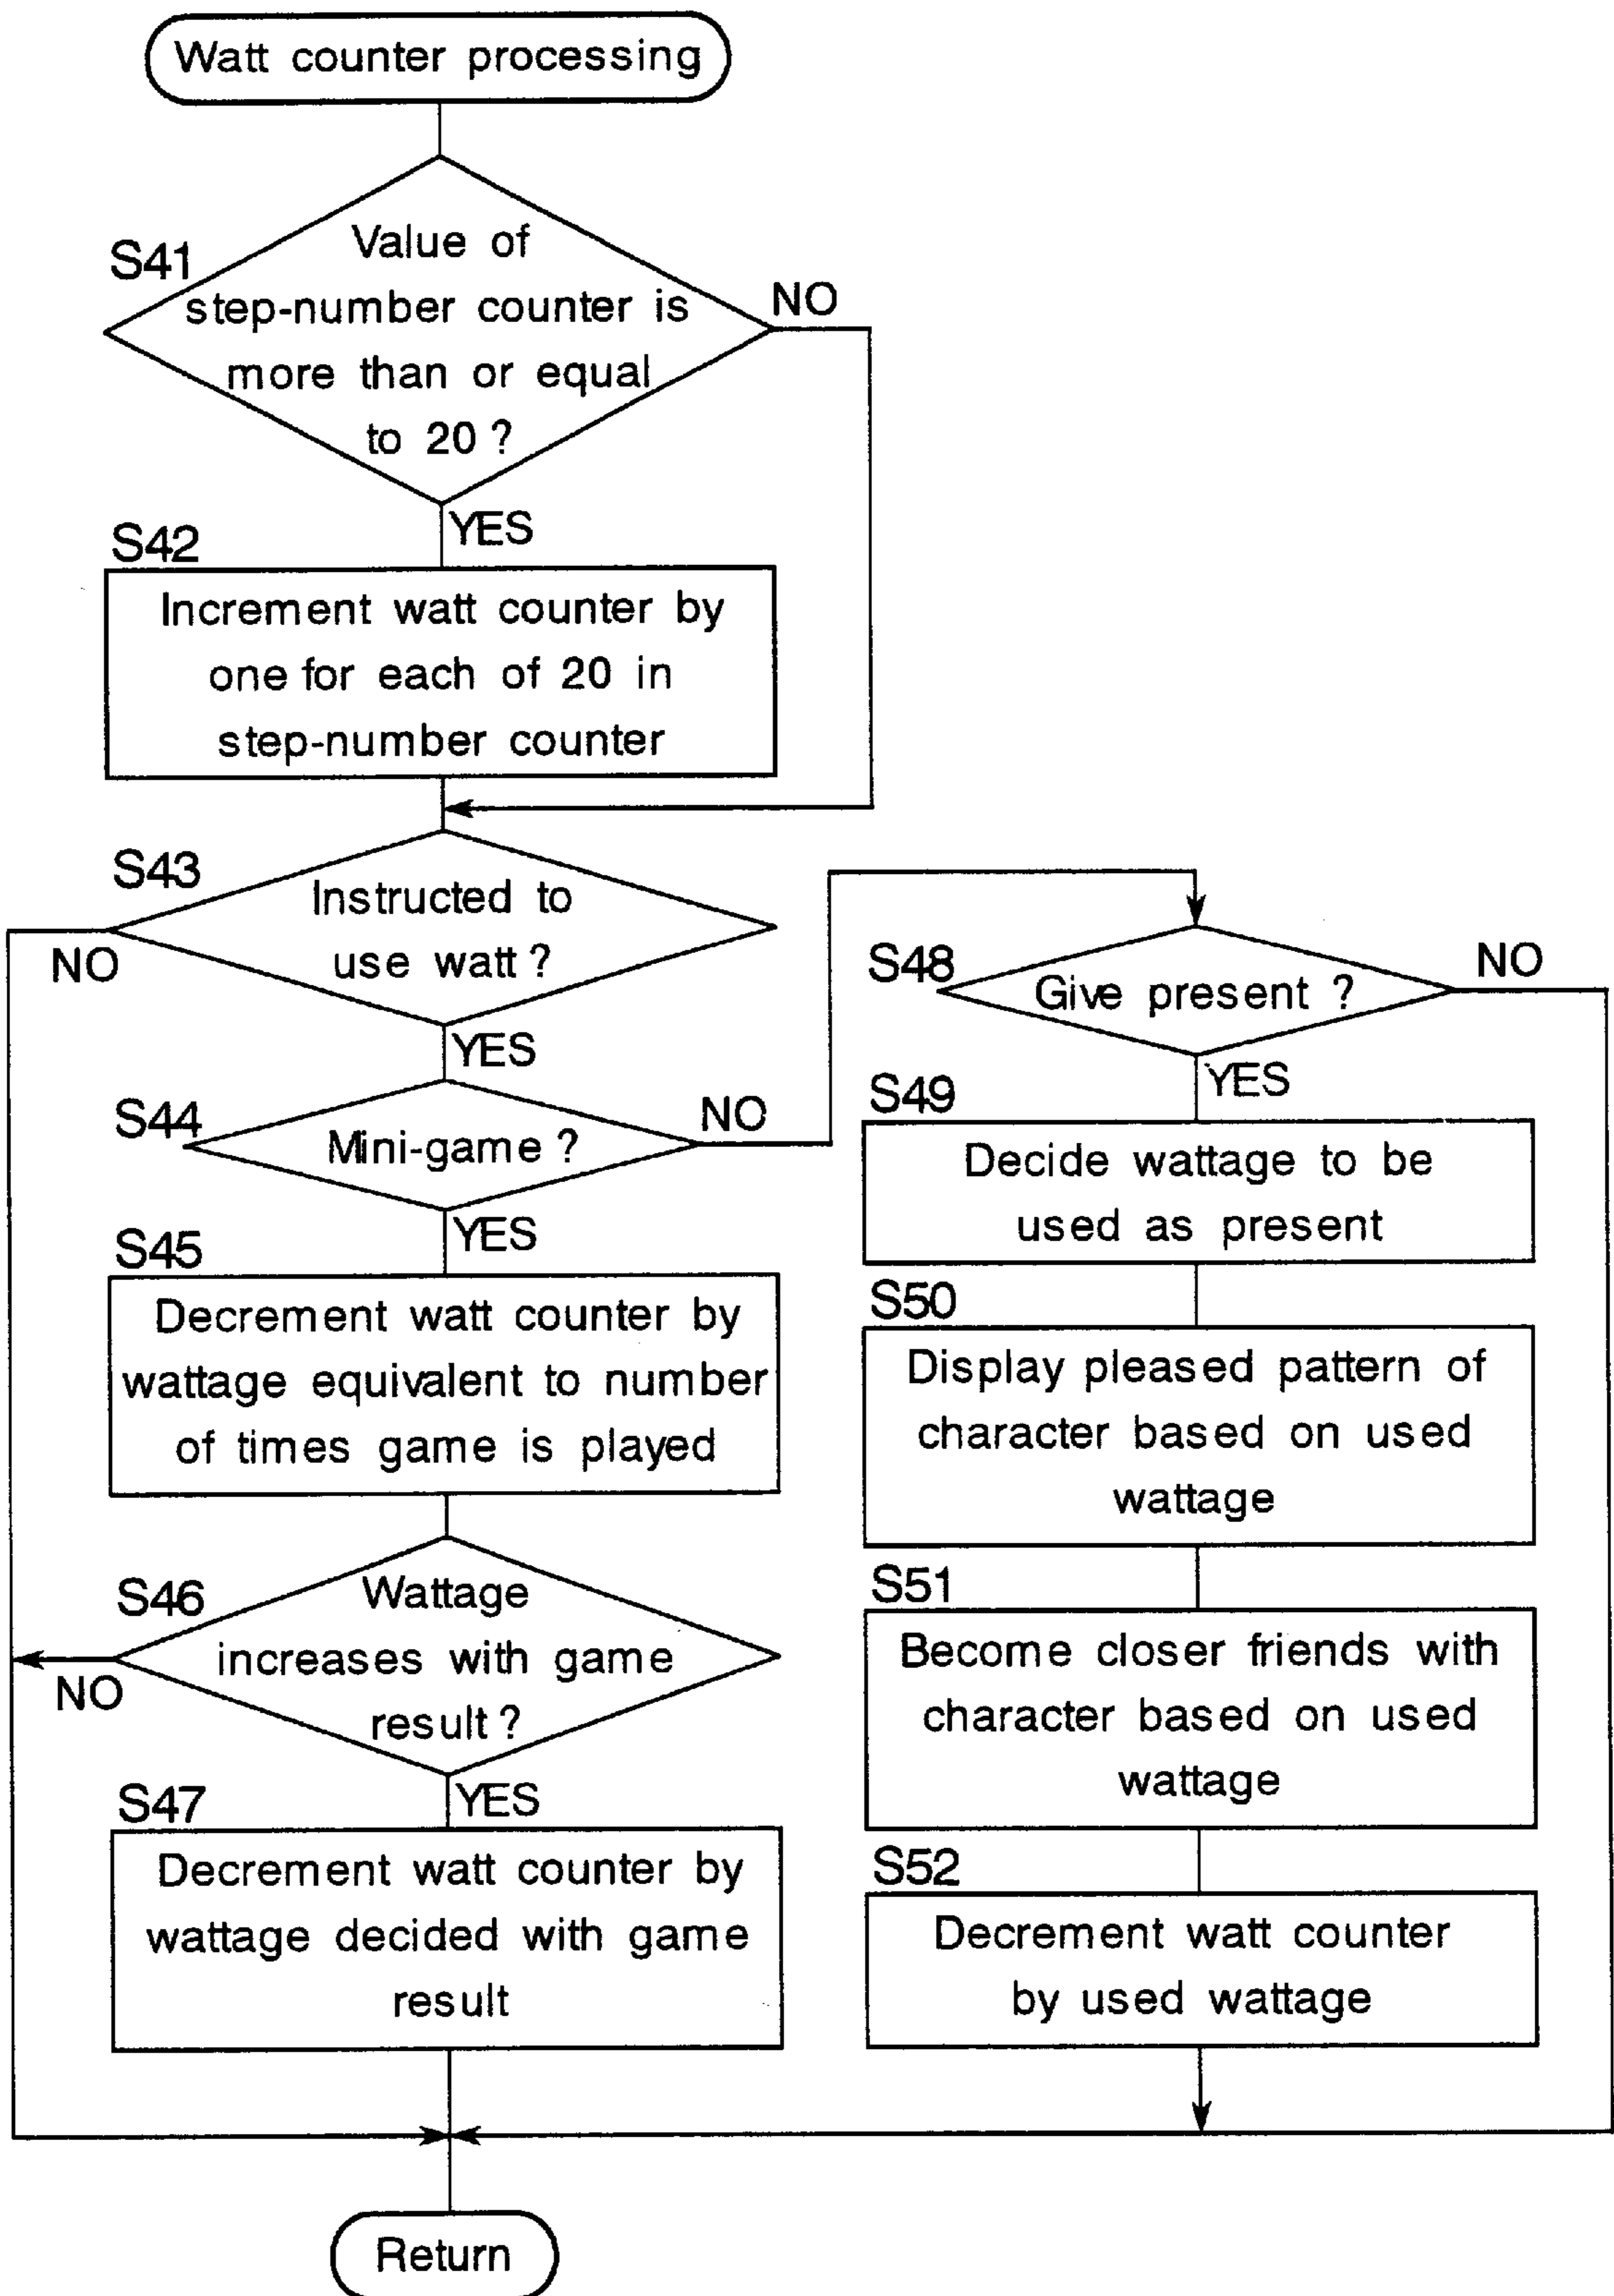 Watt counter processing
S41
Value of
step-number counter is
more than or equal
to 20 ?
NO
YES
S42
Increment watt counter by
one for each of 20 in
step-number counter
S43
Instructed to
use watt ?
NO
YES
S44
Mini-game ?
NO
YES
S45
Decrement watt counter by
wattage equivalent to number
of times game is played
S46
Wattage
increases with game
result ?
NO
YES
S47
Decrement watt counter by
wattage decided with game
result
S48
Give present ?
NO
YES
S49
Decide wattage to be
used as present
S50
Display pleased pattern of
character based on used
wattage
S51
Become closer friends with
character based on used
wattage
S52
Decrement watt counter
by used wattage
Return